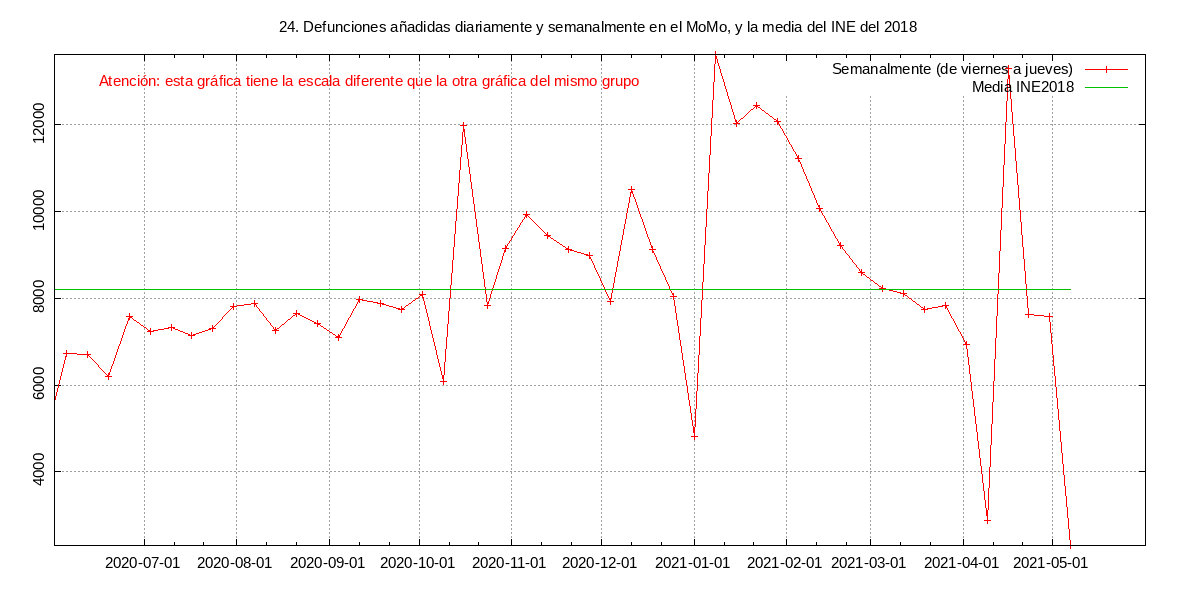 24. Defunciones añadidas diariamente y semanalmente en el MoMo, y la media del INE del 2018
Atención: esta gráfica tiene la escala diferente que la otra gráfica del mismo grupo
Semanalmente (de viernes a jueves)
Media INE2018
12000
10000
8000
6000
4000
2020-07-01 2020-08-01 2020-09-01 2020-10-01 2020-11-01 2020-12-01 2021-01-01 2021-02-01 2021-03-01 2021-04-01 2021-05-01